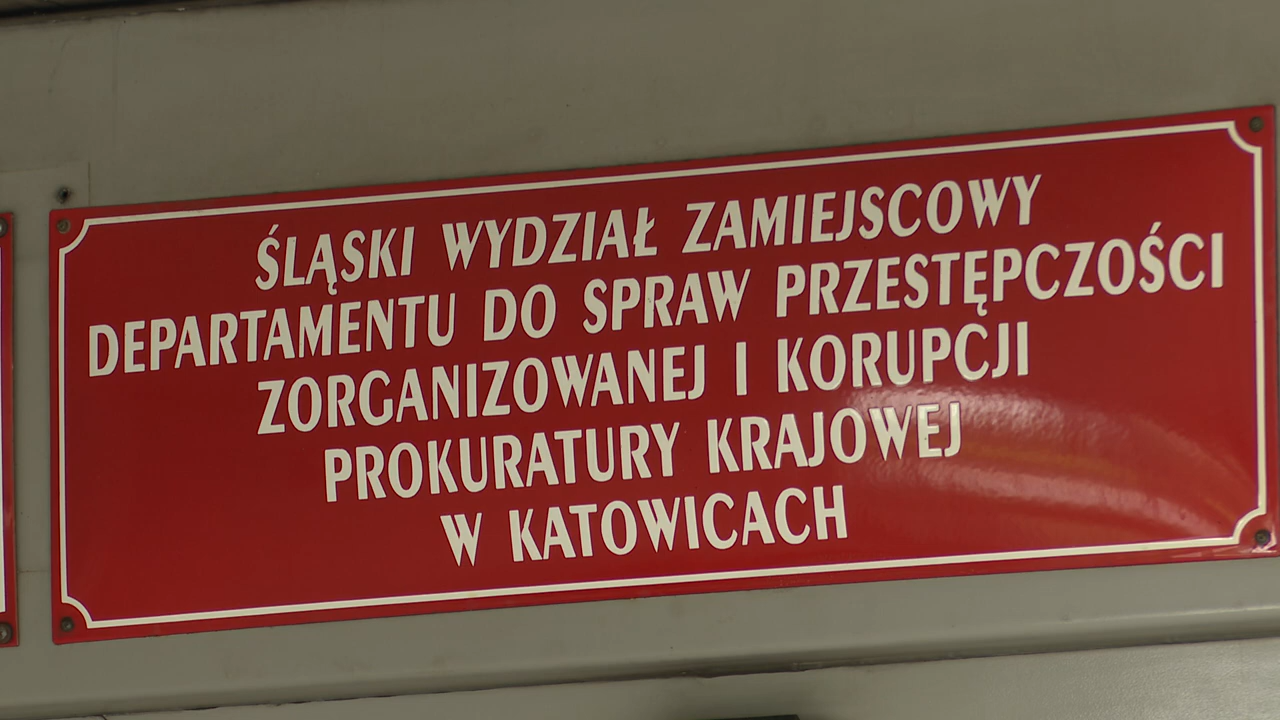 ŚLĄSKI WYDZIAŁ ZAMIEJSCOWY
DEPARTAMENTU DO SPRAW PRZESTĘPCZOŚCI
ZORGANIZOWANEJ I KORUPCJI
PROKURATURY KRAJOWEJ
W KATOWICACH